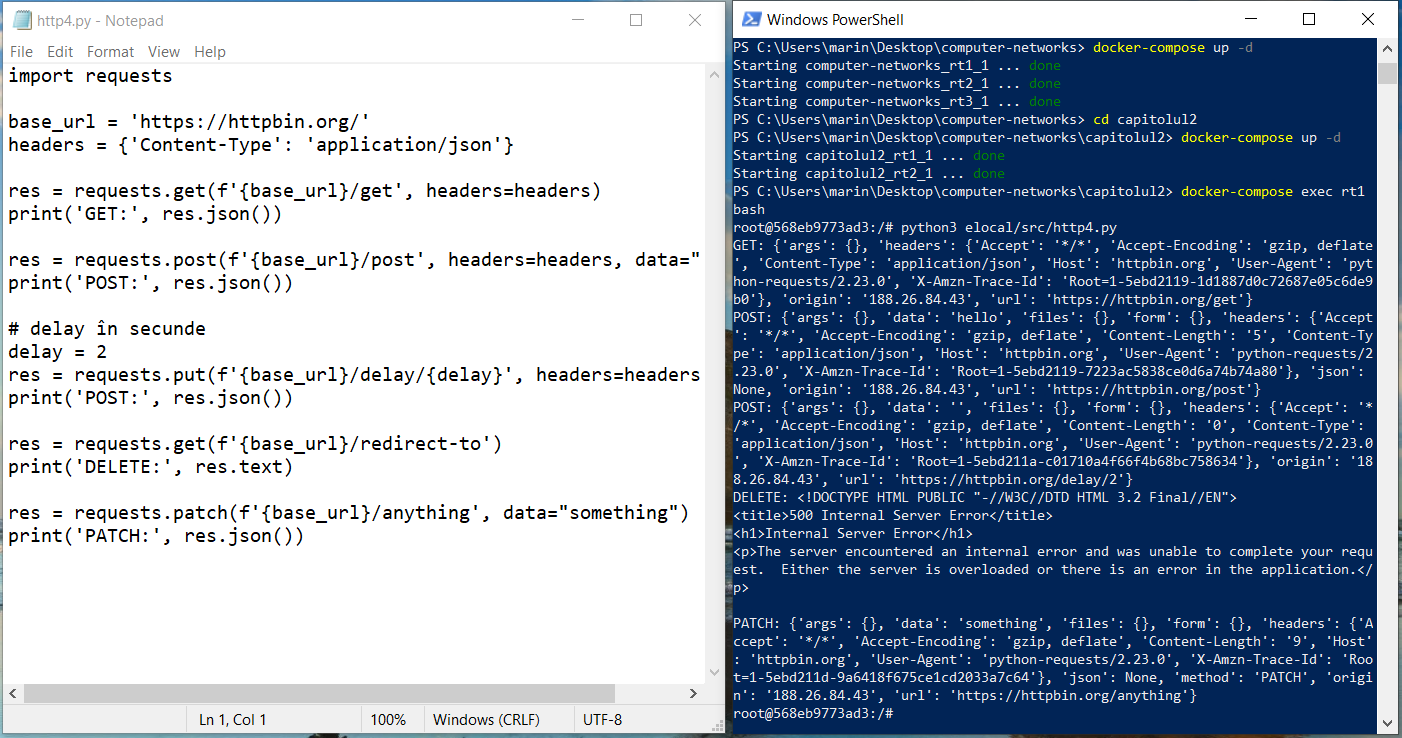 http4.py - Notepad
File Edit Format View Help
import requests
base_url = 'https://httpbin.org/'
headers = {'Content-Type': 'application/json'}
res = requests.get(f'{base_url}/get', headers=headers)
print('GET:', res.json())
res = requests.post(f'{base_url}/post', headers=headers, data="
print('POST:', res.json())
# delay în secunde
delay = 2
res = requests.put(f'{base_url}/delay/{delay}', headers=headers
print('POST:', res.json())
res = requests.get(f'{base_url}/redirect-to')
print('DELETE:', res.text)
res = requests.patch(f'{base_url}/anything', data="something")
print('PATCH:', res.json())
Ln 1, Col 1 100% Windows (CRLF) UTF-8
Windows PowerShell
PS C:\Users\marin\Desktop\computer-networks> docker-compose up -d
Starting computer-networks_rt1_1 ... done
Starting computer-networks_rt2_1 ... done
Starting computer-networks_rt3_1 ... done
PS C:\Users\marin\Desktop\computer-networks> cd capitolul2
PS C:\Users\marin\Desktop\computer-networks\capitolul2> docker-compose up -d
Starting capitolul2_rt1_1 ... done
Starting capitolul2_rt2_1 ... done
PS C:\Users\marin\Desktop\computer-networks\capitolul2> docker-compose exec rt1
bash
root@568eb9773ad3:/# python3 elocal/src/http4.py
GET: {'args': {}, 'headers': {'Accept': '*/*', 'Accept-Encoding': 'gzip, deflate
', 'Content-Type': 'application/json', 'Host': 'httpbin.org', 'User-Agent': 'pyt
hon-requests/2.23.0', 'X-Amzn-Trace-Id': 'Root=1-5ebd2119-1d1887d0c72687e05c6de9
b0'}, 'origin': '188.26.84.43', 'url': 'https://httpbin.org/get'}
POST: {'args': {}, 'data': 'hello', 'files': {}, 'form': {}, 'headers': {'Accept
': '*/*', 'Accept-Encoding': 'gzip, deflate', 'Content-Length': '5', 'Content-Ty
pe': 'application/json', 'Host': 'httpbin.org', 'User-Agent': 'python-requests/2
.23.0', 'X-Amzn-Trace-Id': 'Root=1-5ebd2119-7223ac5838ce0d6a74b74a80'}, 'json':
None, 'origin': '188.26.84.43', 'url': 'https://httpbin.org/post'}
POST: {'args': {}, 'data': '', 'files': {}, 'form': {}, 'headers': {'Accept': '*
/*', 'Accept-Encoding': 'gzip, deflate', 'Content-Length': '0', 'Content-Type':
'application/json', 'Host': 'httpbin.org', 'User-Agent': 'python-requests/2.23.0
', 'X-Amzn-Trace-Id': 'Root=1-5ebd211a-c01710a4f66f4b68bc758634'}, 'origin': '18
8.26.84.43', 'url': 'https://httpbin.org/delay/2'}
DELETE: <!DOCTYPE HTML PUBLIC "-//W3C//DTD HTML 3.2 Final//EN">
<title>500 Internal Server Error</title>
<h1>Internal Server Error</h1>
<p>The server encountered an internal error and was unable to complete your requ
est.  Either the server is overloaded or there is an error in the application.</
p>
PATCH: {'args': {}, 'data': 'something', 'files': {}, 'form': {}, 'headers': {'A
ccept': '*/*', 'Accept-Encoding': 'gzip, deflate', 'Content-Length': '9', 'Host'
: 'httpbin.org', 'User-Agent': 'python-requests/2.23.0', 'X-Amzn-Trace-Id': 'Roo
t=1-5ebd211d-9a6418f675ce1cd2033a7c64'}, 'json': None, 'method': 'PATCH', 'origi
n': '188.26.84.43', 'url': 'https://httpbin.org/anything'}
root@568eb9773ad3:/#